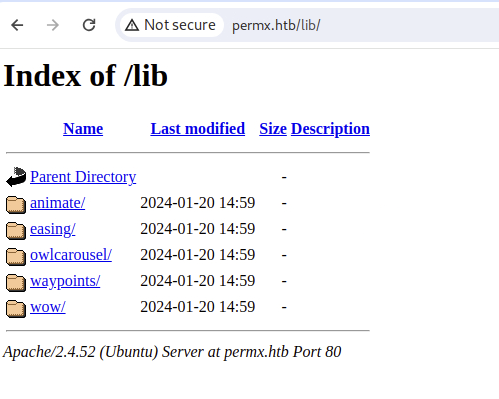 Not secure permx.htb/lib/
Index of /lib
Name Last modified Size Description
Parent Directory -
animate/ 2024-01-20 14:59 -
easing/ 2024-01-20 14:59 -
owlcarousel/ 2024-01-20 14:59 -
waypoints/ 2024-01-20 14:59 -
wow/ 2024-01-20 14:59 -
Apache/2.4.52 (Ubuntu) Server at permx.htb Port 80